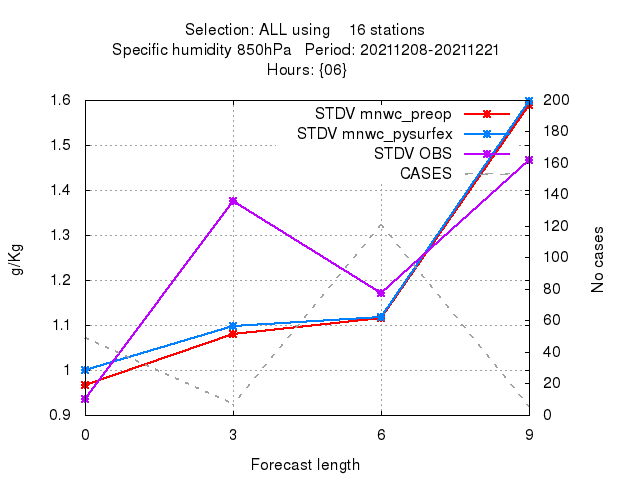 Selection: ALL using    16 stations
Specific humidity 850hPa   Period: 20211208-20211221
Hours: {06}
STDV mnwc_preop
STDV mnwc_pysurfex
STDV OBS
CASES
1.6
1.5
1.4
1.3
1.2
1.1
1
0.9
g/Kg
200
180
160
140
120
100
80
60
40
20
0
No cases
0 3 6 9
Forecast length